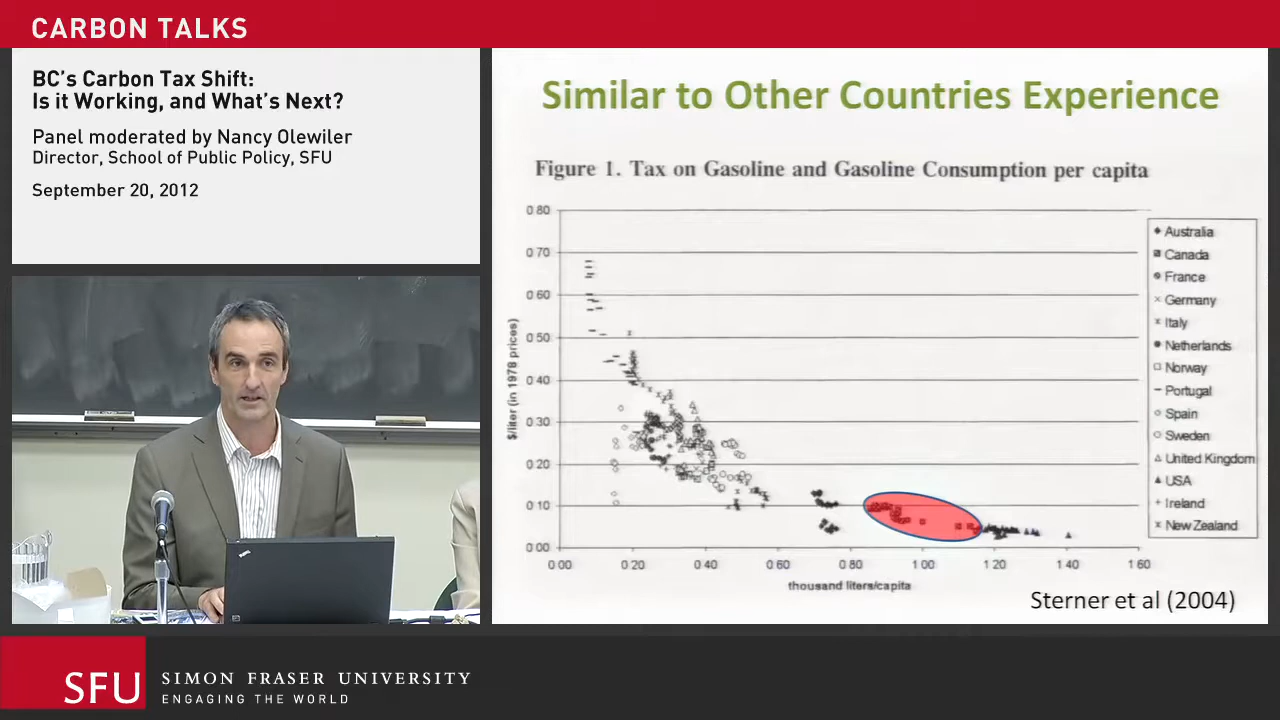 CARBON TALKS
BC's Carbon Tax Shift:
Is it Working, and What's Next?
Panel moderated by Nancy Olewiler
Director, School of Public Policy, SFU
September 20, 2012
Similar to Other Countries Experience
Figure 1. Tax on Gasoline and Gasoline Consumption per capita
$/liter (in 1978 prices)
0.80
0.70
0.60
0.50
0.40
0.30
0.20
0.10
0.00
0.00 0.20 0.40 0.60 0.80 1.00 1.20 1.40 1.60
thousand liters/capita
Australia
Canada
France
Germany
Italy
Netherlands
Norway
Portugal
Spain
Sweden
United Kingdom
USA
Ireland
New Zealand
Sterner et al (2004)
SFU
SIMON FRASER UNIVERSITY
ENGAGING THE WORLD